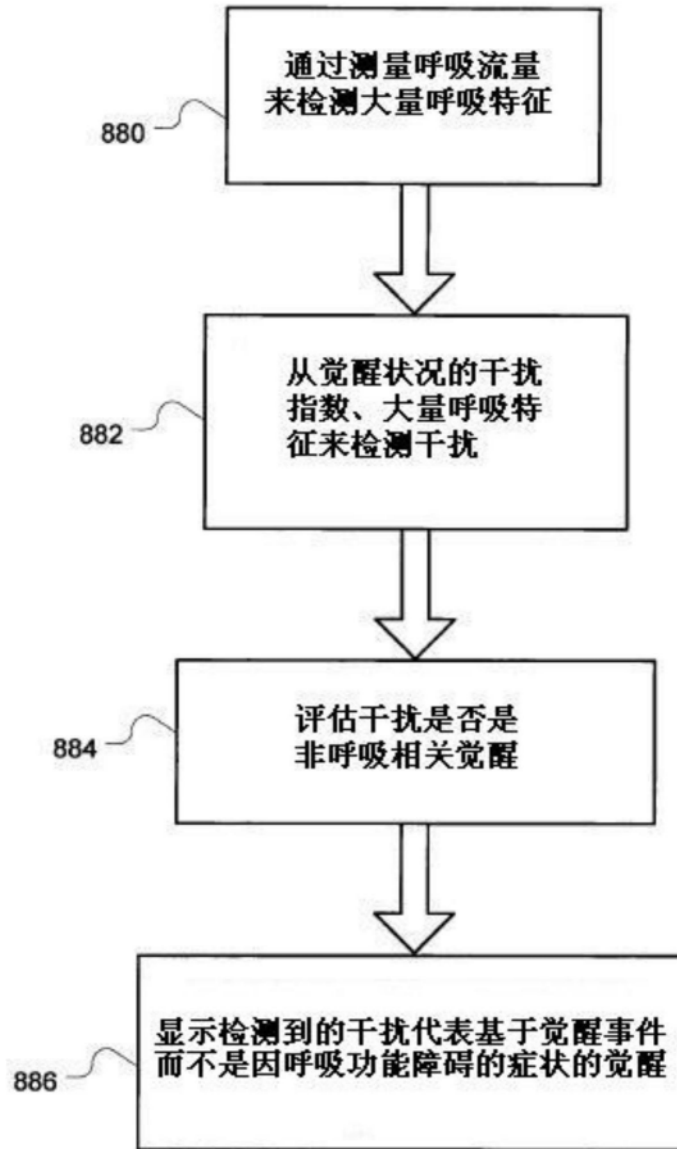 通过测量呼吸流量
来检测大量呼吸特征
880
从觉醒状况的干扰
指数、大量呼吸特
征来检测干扰
882
评估干扰是否是
非呼吸相关觉醒
884
显示检测到的干扰代表基于觉醒事件
而不是因呼吸功能障碍的症状的觉醒
886